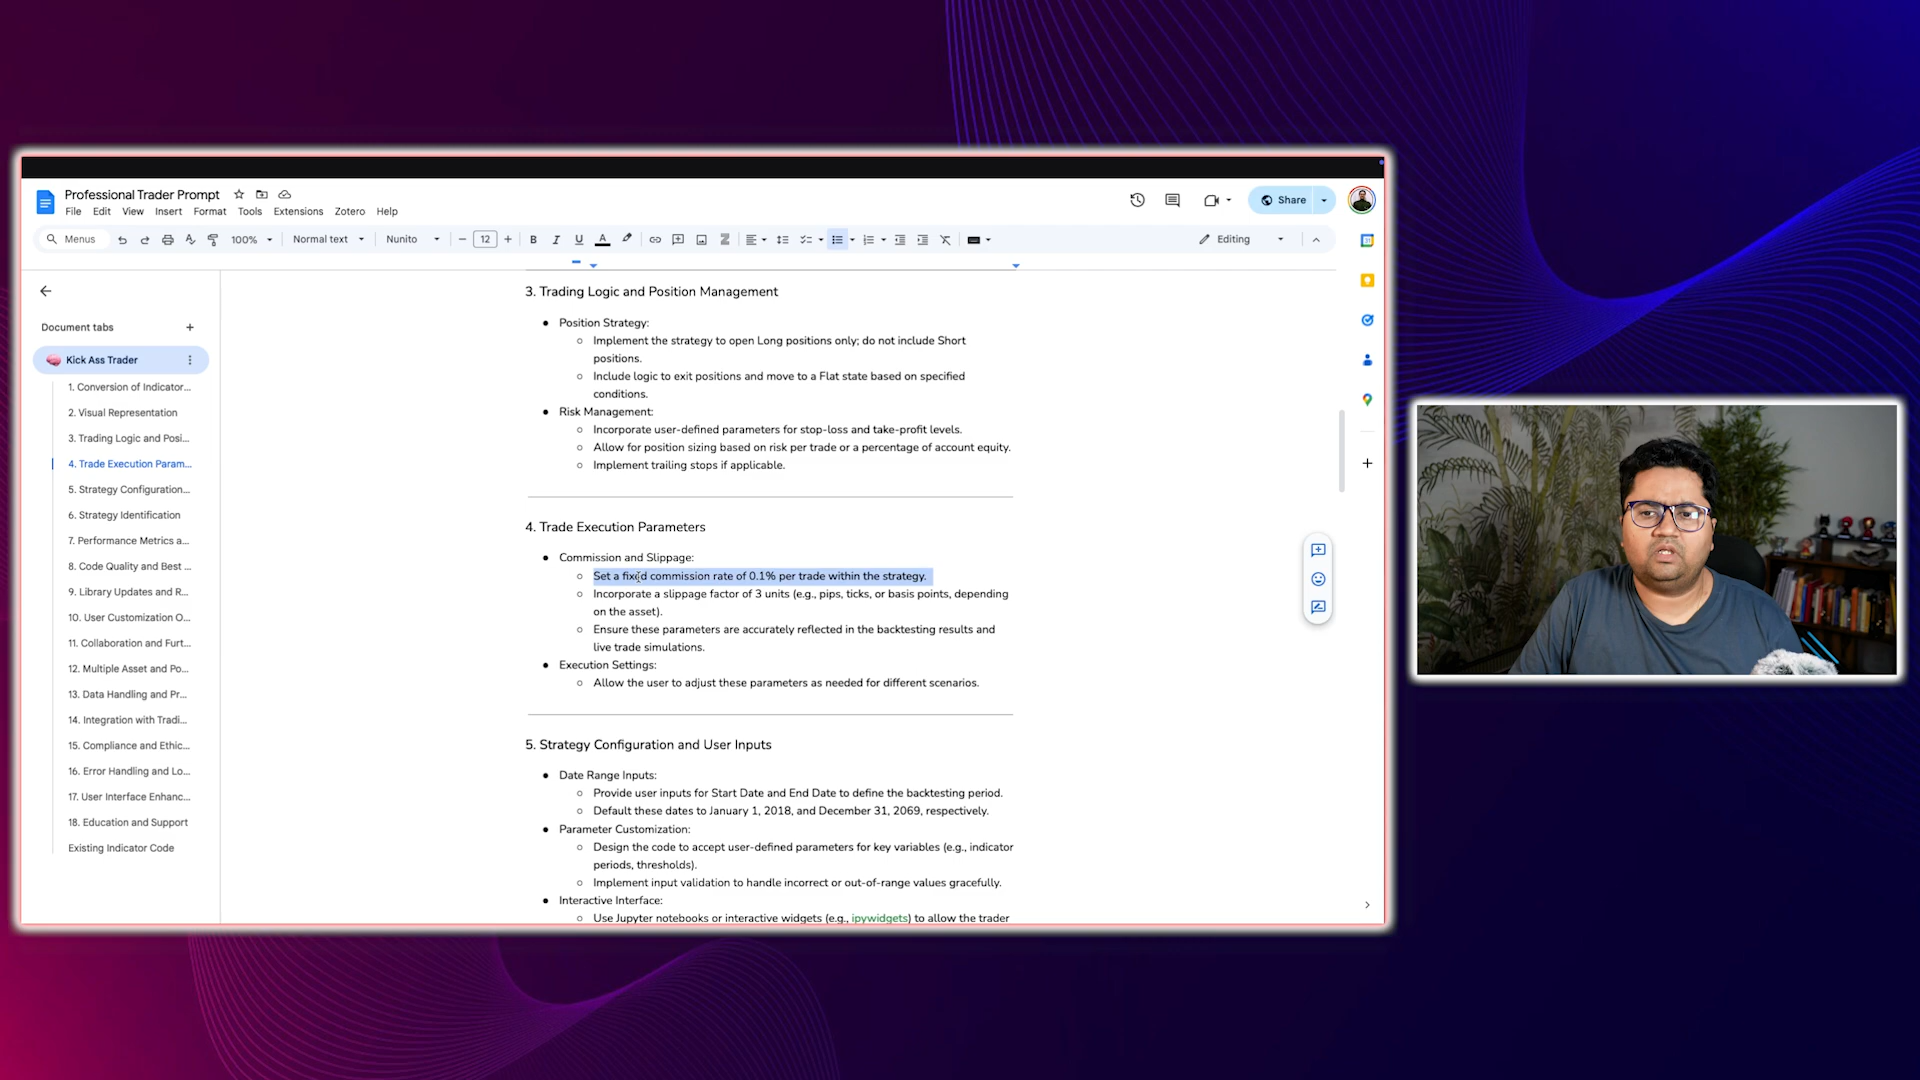 Professional Trader Prompt
File Edit View Insert Format Tools Extensions Zotero Help
Share
Menus 100% Normal text Nunito 12 B I U A Editing
Document tabs
Kick Ass Trader
1. Conversion of Indicator...
2. Visual Representation
3. Trading Logic and Posi...
4. Trade Execution Param...
5. Strategy Configuration...
6. Strategy Identification
7. Performance Metrics a...
8. Code Quality and Best ...
9. Library Updates and R...
10. User Customization O...
11. Collaboration and Furt...
12. Multiple Asset and Po...
13. Data Handling and Pr...
14. Integration with Tradi...
15. Compliance and Ethic...
16. Error Handling and Lo...
17. User Interface Enhanc...
18. Education and Support
Existing Indicator Code
3. Trading Logic and Position Management
● Position Strategy:
○ Implement the strategy to open Long positions only; do not include Short
positions.
○ Include logic to exit positions and move to a Flat state based on specified
conditions.
● Risk Management:
○ Incorporate user-defined parameters for stop-loss and take-profit levels.
○ Allow for position sizing based on risk per trade or a percentage of account equity.
○ Implement trailing stops if applicable.
4. Trade Execution Parameters
● Commission and Slippage:
○ Set a fixed commission rate of 0.1% per trade within the strategy.
○ Incorporate a slippage factor of 3 units (e.g., pips, ticks, or basis points, depending
on the asset).
○ Ensure these parameters are accurately reflected in the backtesting results and
live trade simulations.
● Execution Settings:
○ Allow the user to adjust these parameters as needed for different scenarios.
5. Strategy Configuration and User Inputs
● Date Range Inputs:
○ Provide user inputs for Start Date and End Date to define the backtesting period.
○ Default these dates to January 1, 2018, and December 31, 2069, respectively.
● Parameter Customization:
○ Design the code to accept user-defined parameters for key variables (e.g., indicator
periods, thresholds).
○ Implement input validation to handle incorrect or out-of-range values gracefully.
● Interactive Interface:
○ Use Jupyter notebooks or interactive widgets (e.g., ipywidgets) to allow the trader